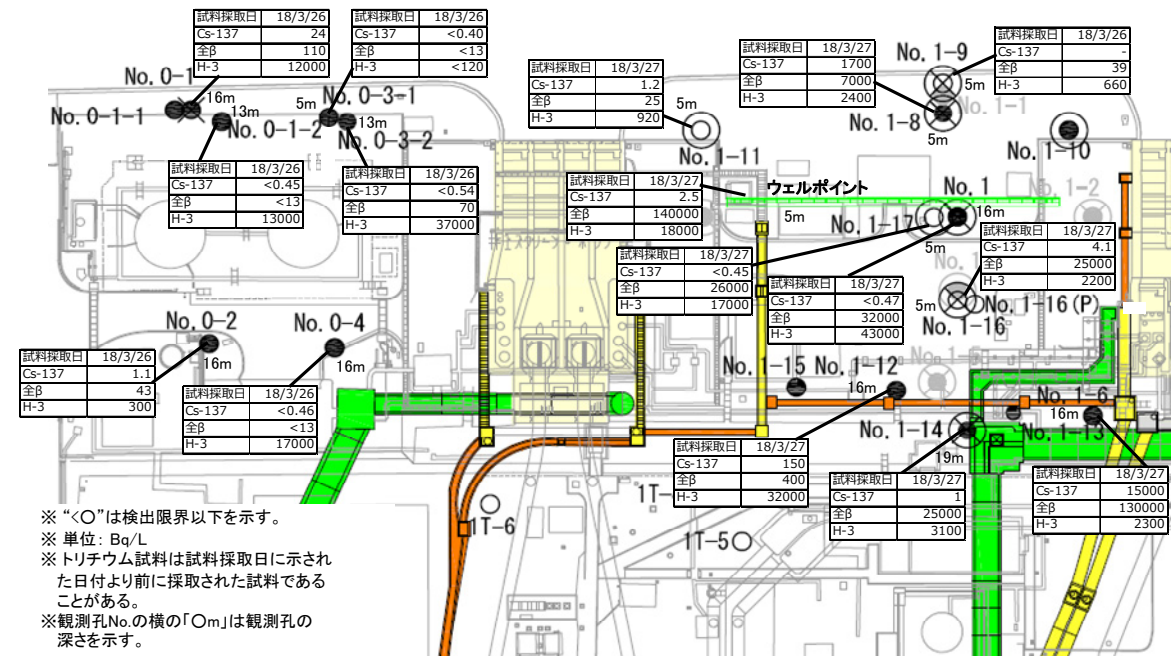 試料採取日 18/3/26
Cs-137 24
全β 110
H-3 12000
試料採取日 18/3/26
Cs-137 <0.40
全β <13
H-3 <120
試料採取日 18/3/27
Cs-137 1.2
全β 25
H-3 920
試料採取日 18/3/27
Cs-137 1700
全β 7000
H-3 2400
試料採取日 18/3/26
Cs-137 -
全β 39
H-3 660
No. 0-1
16m
No. 0-1-1
13m
No. 0-1-2
5m
No. 0-3-1
13m
No. 0-3-2
5m
No. 1-11
No. 1-9
5m
No. 1-8
1-1
5m
No. 1-10
試料採取日 18/3/26
Cs-137 <0.45
全β <13
H-3 13000
試料採取日 18/3/26
Cs-137 <0.54
全β 70
H-3 37000
試料採取日 18/3/27
Cs-137 2.5
全β 140000
H-3 18000
ウェルポイント
5m
No. 1
16m
1-2
No. 1-17
5m
試料採取日 18/3/27
Cs-137 <0.45
全β 26000
H-3 17000
試料採取日 18/3/27
Cs-137 <0.47
全β 32000
H-3 43000
試料採取日 18/3/27
Cs-137 4.1
全β 25000
H-3 2200
5m
No. 1-16(P)
No. 1-16
No. 0-2
16m
No. 0-4
16m
試料採取日 18/3/26
Cs-137 1.1
全β 43
H-3 300
試料採取日 18/3/26
Cs-137 <0.46
全β <13
H-3 17000
No. 1-15
No. 1-12
16m
No. 1-6
16m
No. 1-13
No. 1-14
19m
試料採取日 18/3/27
Cs-137 150
全β 400
H-3 32000
試料採取日 18/3/27
Cs-137 1
全β 25000
H-3 3100
試料採取日 18/3/27
Cs-137 15000
全β 130000
H-3 2300
1T-6
1T-
1T-5
※ “<〇”は検出限界以下を示す。
※ 単位: Bq/L
※ トリチウム試料は試料採取日に示され
た日付より前に採取された試料である
ことがある。
※観測孔No.の横の「〇m」は観測孔の
深さを示す。